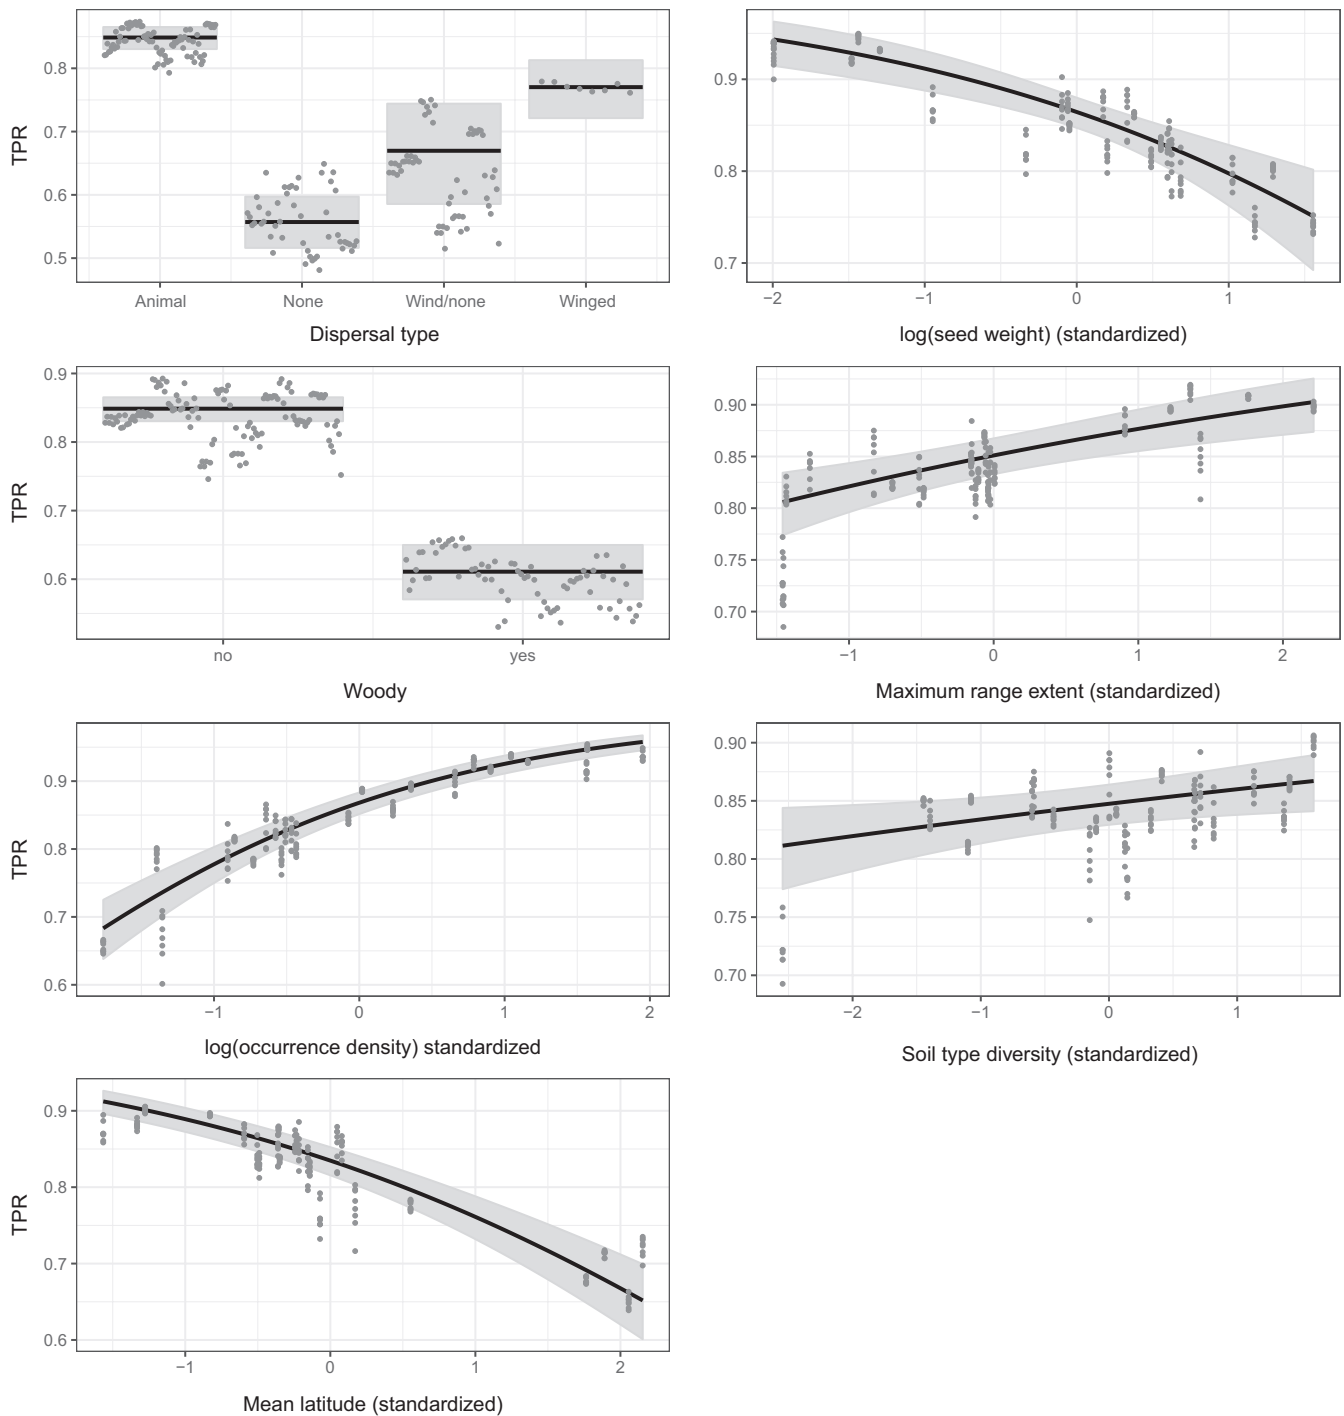 TPR
0.8
0.7
0.6
0.5
Animal None Wind/none Winged
Dispersal type
0.9
0.8
0.7
−2 −1 0 1
log(seed weight) (standardized)
TPR
0.9
0.8
0.7
0.6
no yes
Woody
0.90
0.85
0.80
0.75
0.70
−1 0 1 2
Maximum range extent (standardized)
TPR
0.9
0.8
0.7
0.6
−1 0 1 2
log(occurrence density) standardized
0.90
0.85
0.80
0.75
0.70
−2 −1 0 1
Soil type diversity (standardized)
TPR
0.9
0.8
0.7
0.6
−1 0 1 2
Mean latitude (standardized)